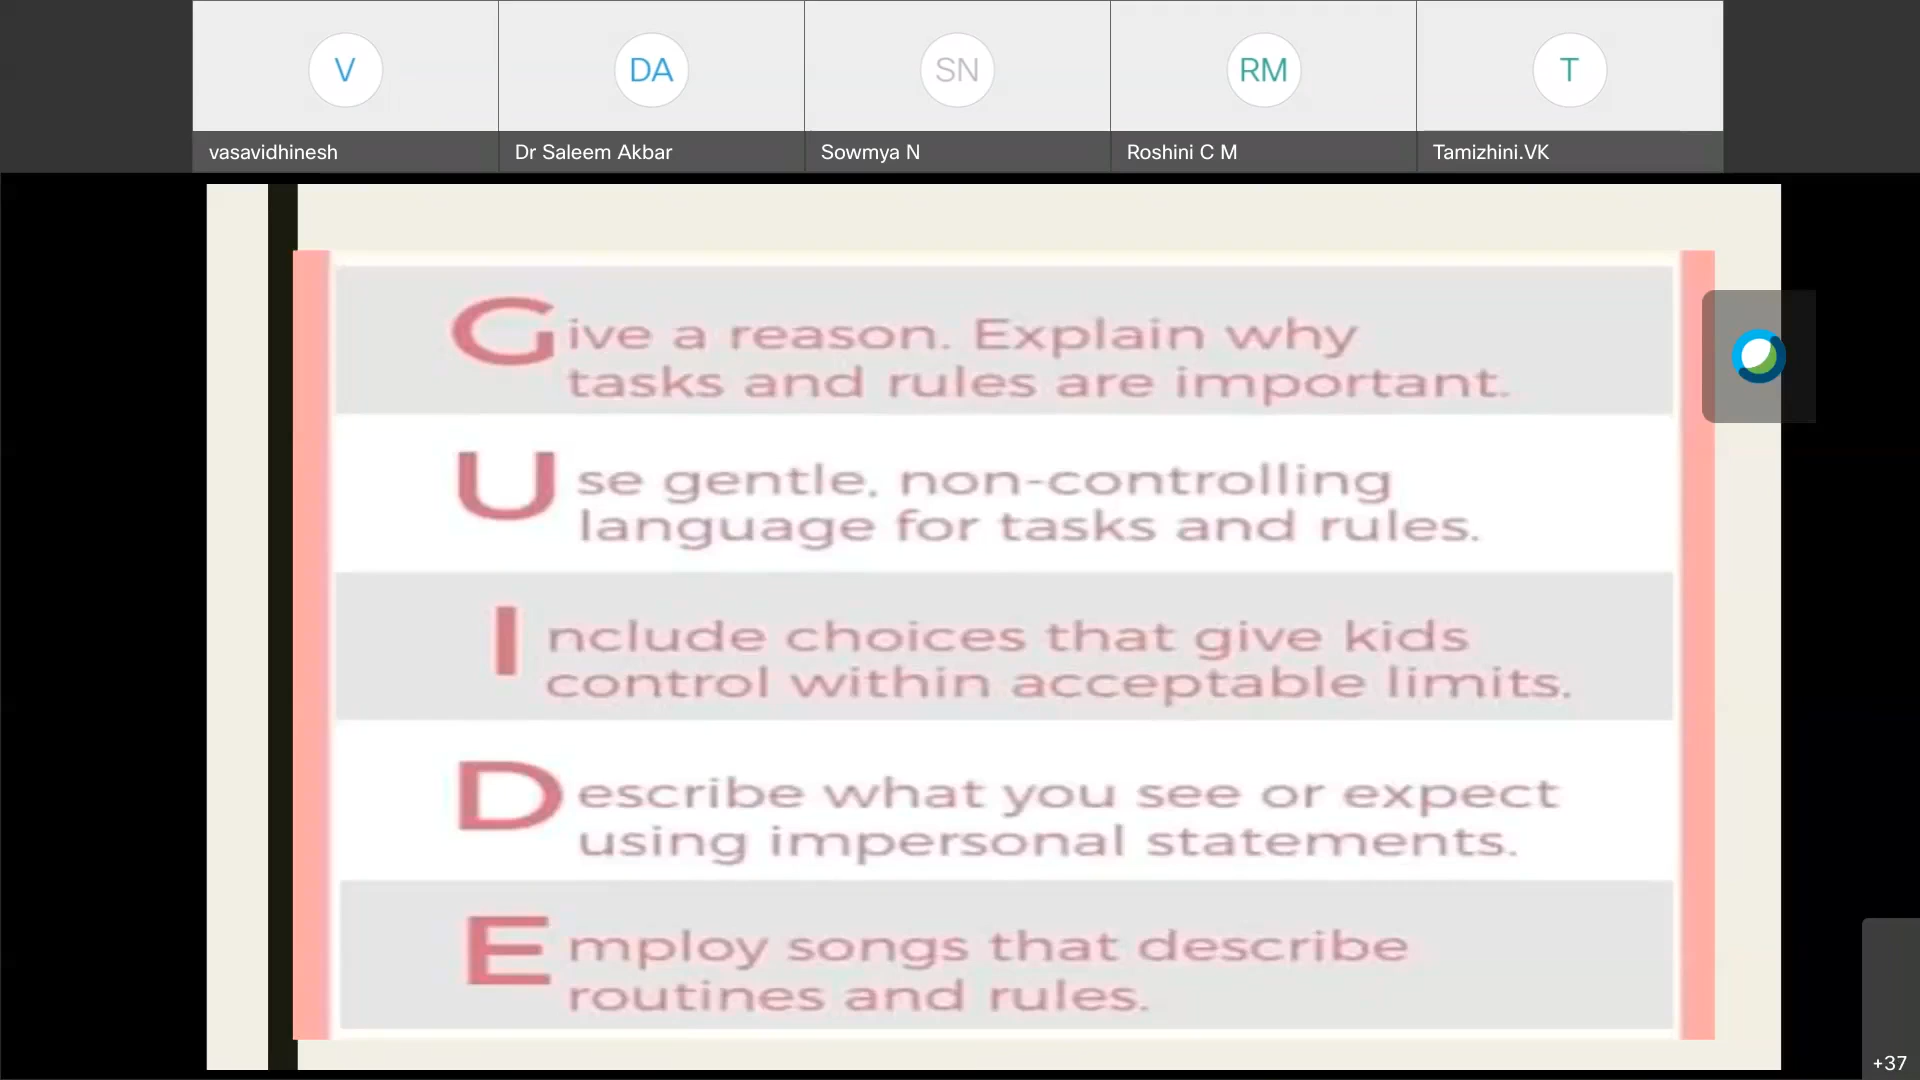 V
DA
SN
RM
T
vasavidhinesh
Dr Saleem Akbar
Sowmya N
Roshini C M
Tamizhini.VK
Give a reason. Explain why
tasks and rules are important.
Use gentle, non-controlling
language for tasks and rules.
Include choices that give kids
control within acceptable limits.
Describe what you see or expect
using impersonal statements.
Employ songs that describe
routines and rules.
+37